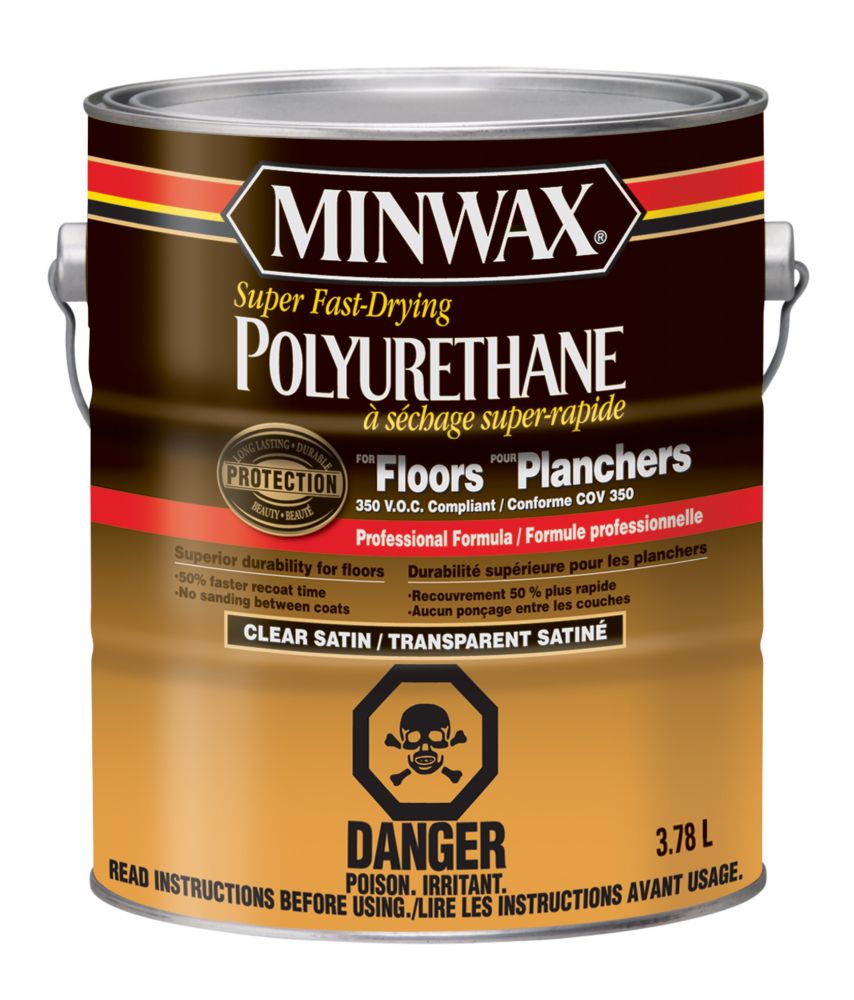 MINWAX®
Super Fast-Drying
POLYURETHANE
à séchage super-rapide
LONG LASTING • DURABLE
PROTECTION
BEAUTY • BEAUTÉ
FOR Floors POUR Planchers
350 V.O.C. Compliant / Conforme COV 350
Professional Formula / Formule professionnelle
Superior durability for floors
•50% faster recoat time
•No sanding between coats
Durabilité supérieure pour les planchers
•Recouvrement 50 % plus rapide
•Aucun ponçage entre les couches
CLEAR SATIN / TRANSPARENT SATINÉ
DANGER
POISON. IRRITANT.
3.78 L
READ INSTRUCTIONS BEFORE USING./LIRE LES INSTRUCTIONS AVANT USAGE.